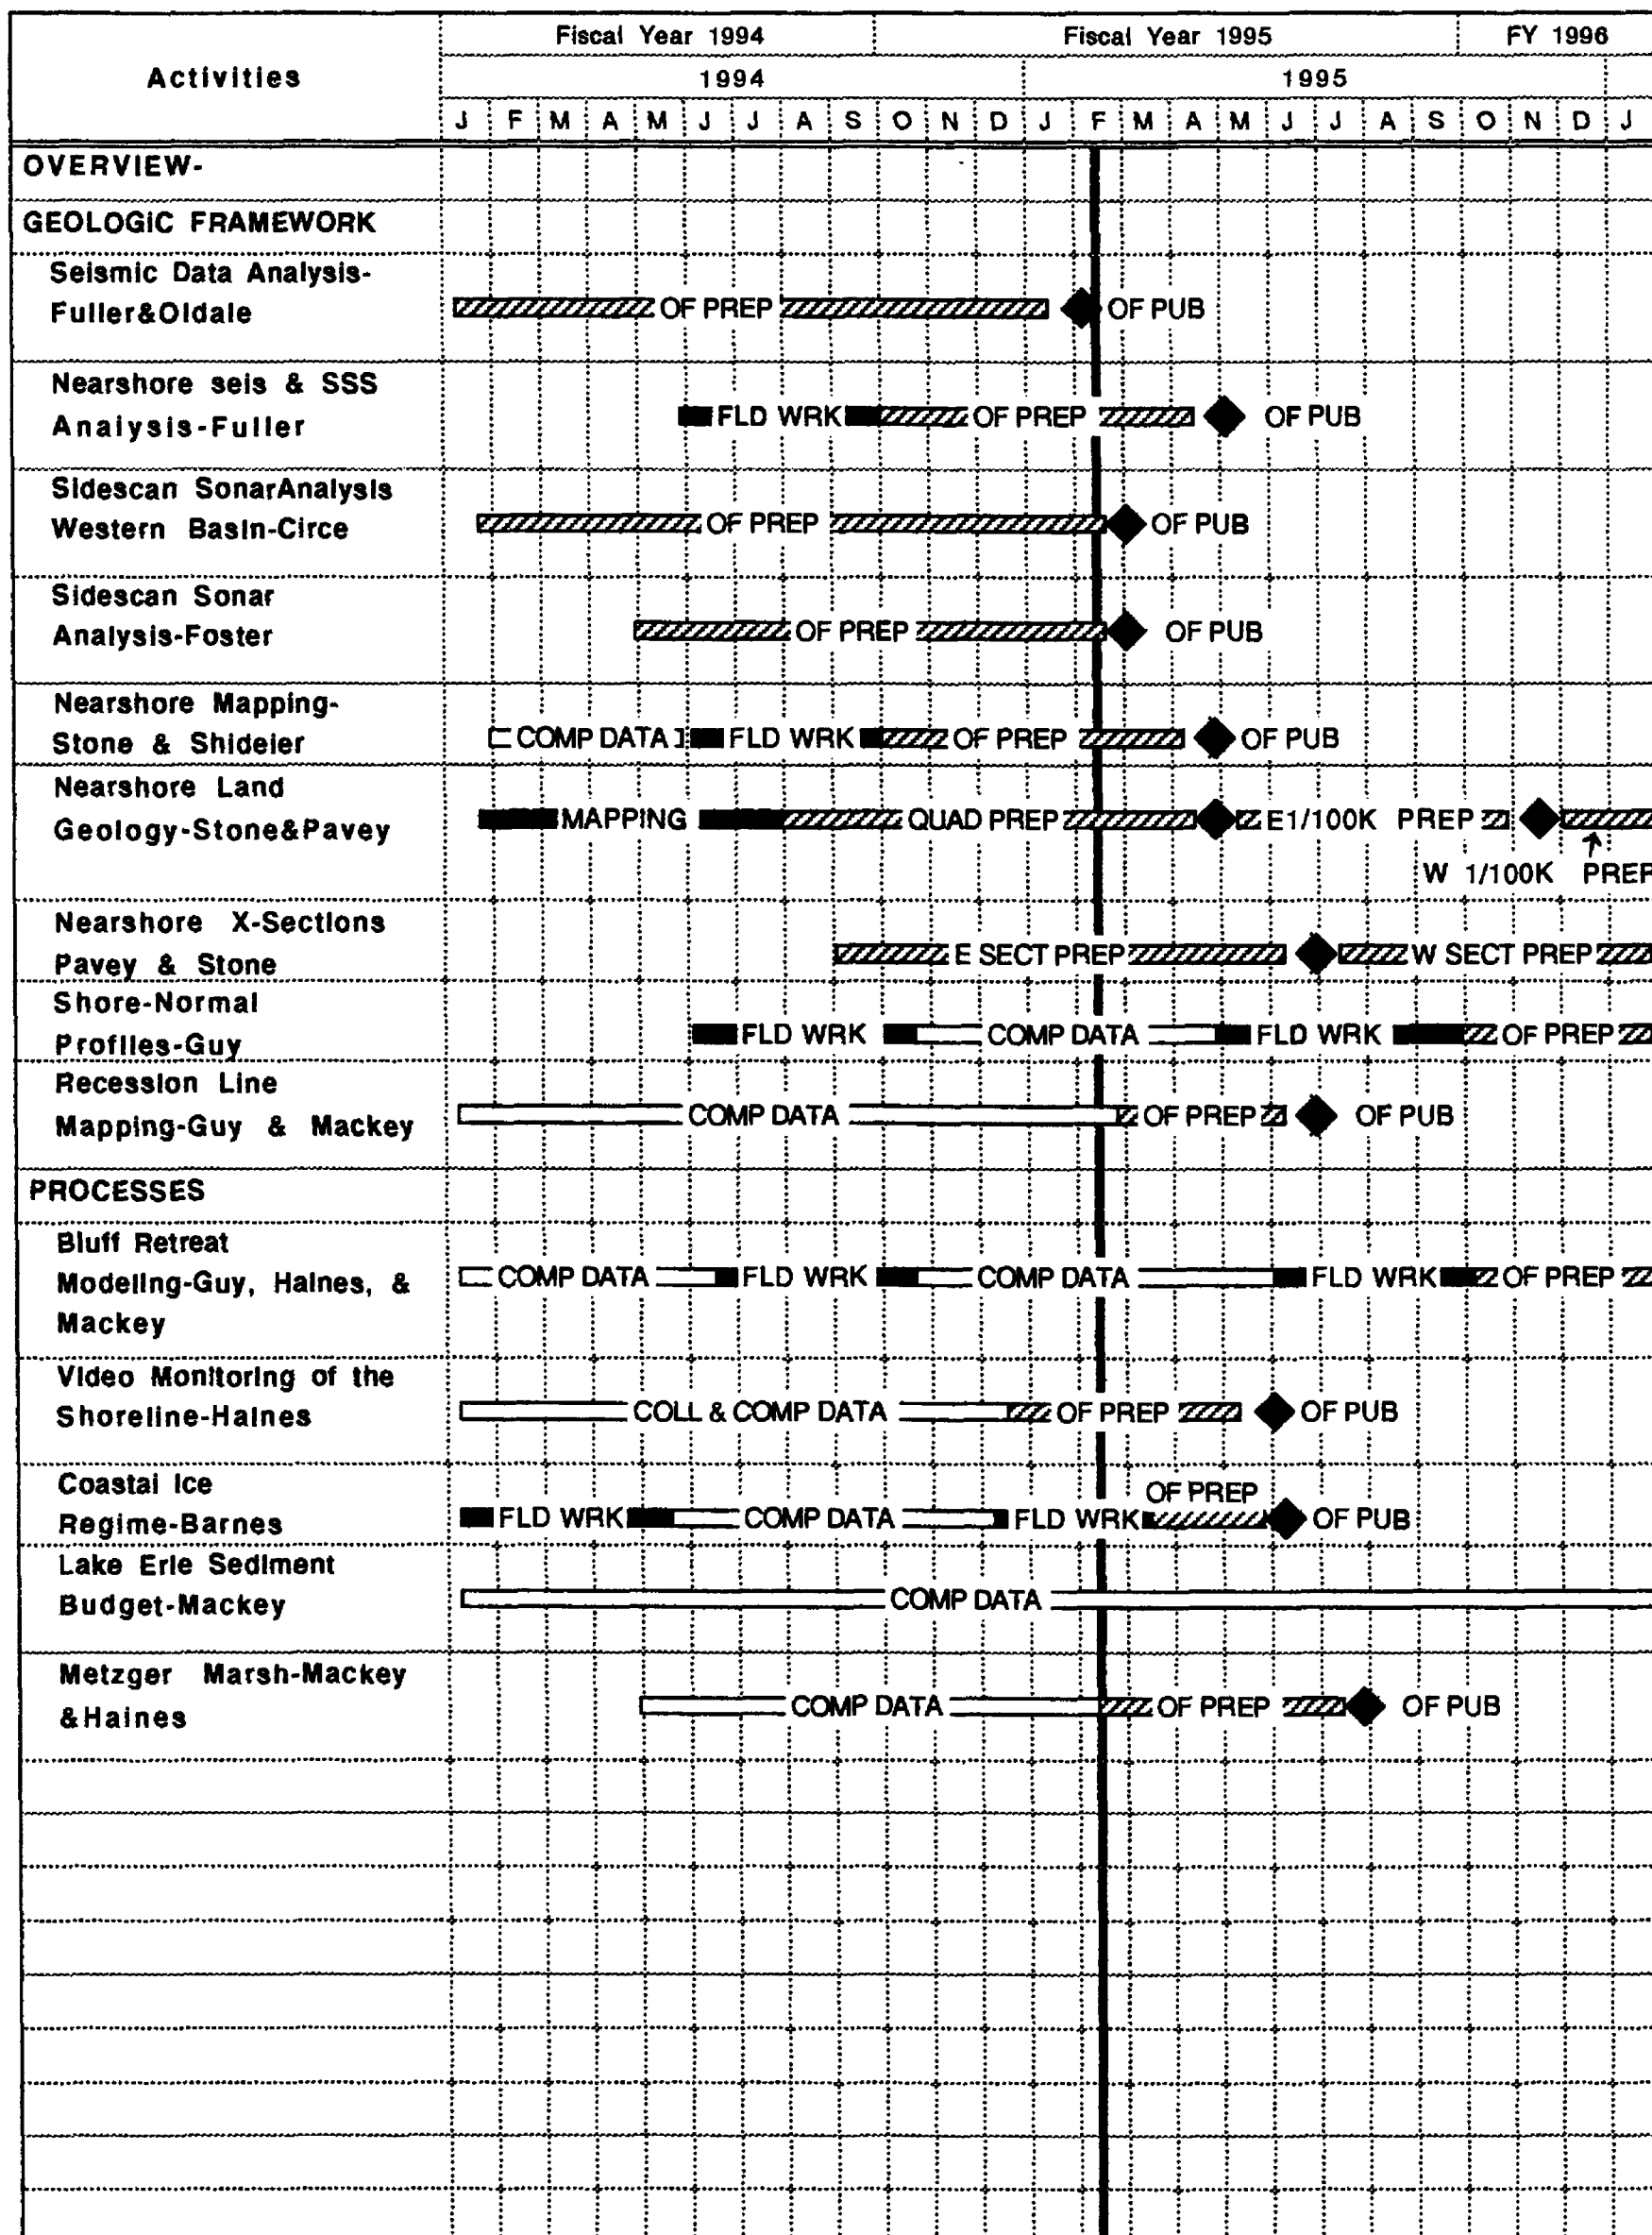 Fiscal Year 1994 Fiscal Year 1995 FY 1996
Activities 1994 1995
J F M A M J J A S O N D J F M A M J J A S O N D J
OVERVIEW-
GEOLOGIC FRAMEWORK
Seismic Data Analysis-
Fuller&Oldale OF PREP OF PUB
Nearshore seis & SSS
Analysis-Fuller FLD WRK OF PREP OF PUB
Sidescan SonarAnalysis
Western Basin-Circe OF PREP OF PUB
Sidescan Sonar
Analysis-Foster OF PREP OF PUB
Nearshore Mapping-
Stone & Shideler COMP DATA FLD WRK OF PREP OF PUB
Nearshore Land
Geology-Stone&Pavey MAPPING QUAD PREP E1/100K PREP
W 1/100K PREP
Nearshore X-Sections
Pavey & Stone E SECT PREP W SECT PREP
Shore-Normal
Profiles-Guy FLD WRK COMP DATA FLD WRK OF PREP
Recession Line
Mapping-Guy & Mackey COMP DATA OF PREP OF PUB
PROCESSES
Bluff Retreat
Modeling-Guy, Haines, & COMP DATA FLD WRK COMP DATA FLD WRK OF PREP
Mackey
Video Monitoring of the
Shoreline-Haines COLL & COMP DATA OF PREP OF PUB
Coastal Ice OF PREP
Regime-Barnes FLD WRK COMP DATA FLD WRK OF PUB
Lake Erie Sediment
Budget-Mackey COMP DATA
Metzger Marsh-Mackey
&Haines COMP DATA OF PREP OF PUB